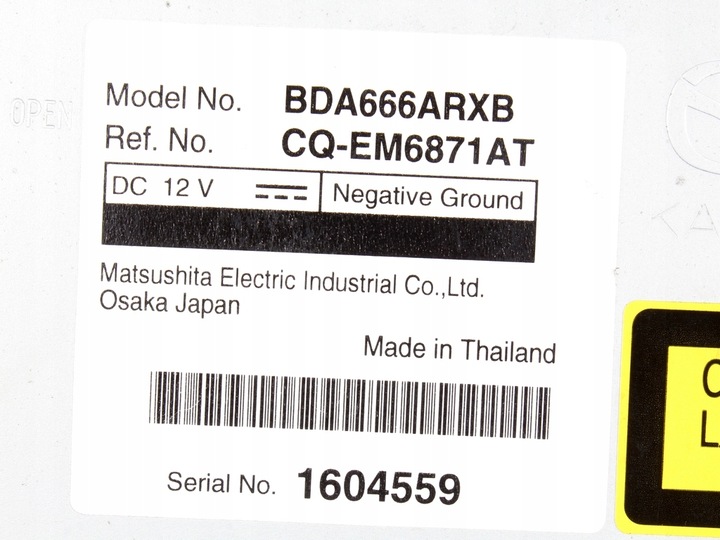 Model No. BDA666ARXB
Ref. No. CQ-EM6871AT
DC 12 V Negative Ground
Matsushita Electric Industrial Co.,Ltd.
Osaka Japan
Made in Thailand
Serial No. 1604559
OPEN